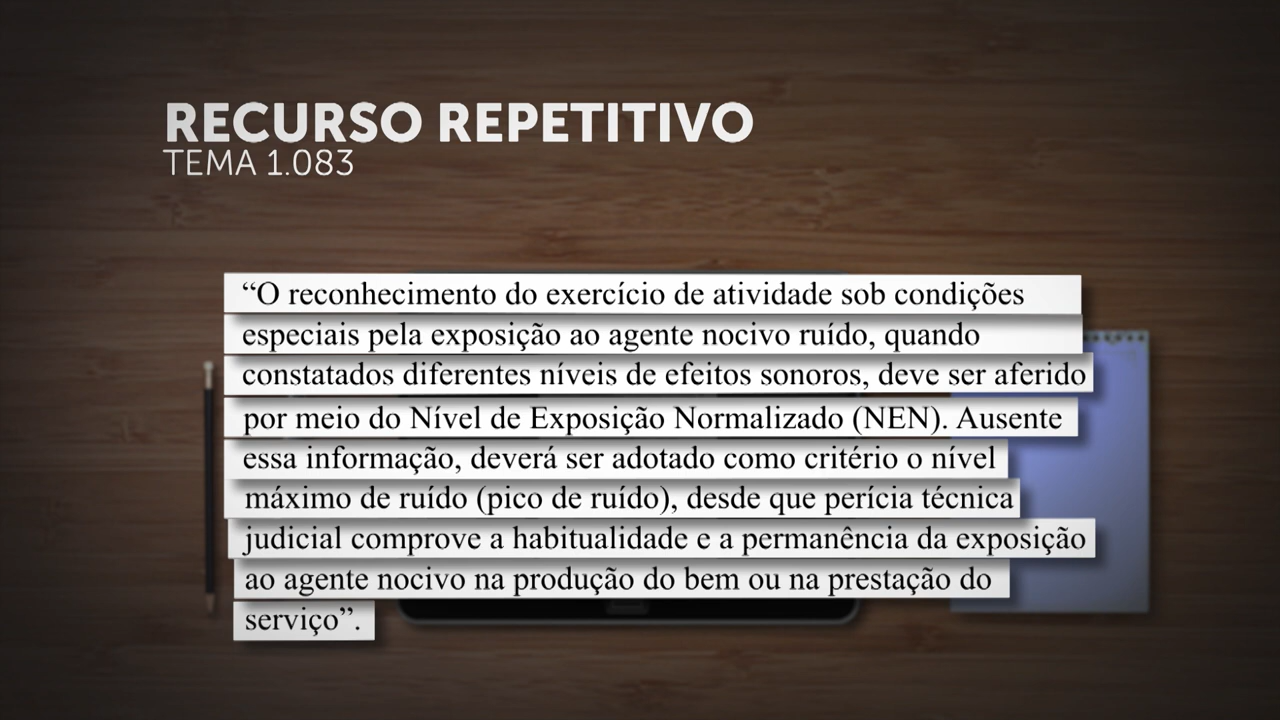 RECURSO REPETITIVO
TEMA 1.083
“O reconhecimento do exercício de atividade sob condições
especiais pela exposição ao agente nocivo ruído, quando
constatados diferentes níveis de efeitos sonoros, deve ser aferido
por meio do Nível de Exposição Normalizado (NEN). Ausente
essa informação, deverá ser adotado como critério o nível
máximo de ruído (pico de ruído), desde que perícia técnica
judicial comprove a habitualidade e a permanência da exposição
ao agente nocivo na produção do bem ou na prestação do
serviço”.